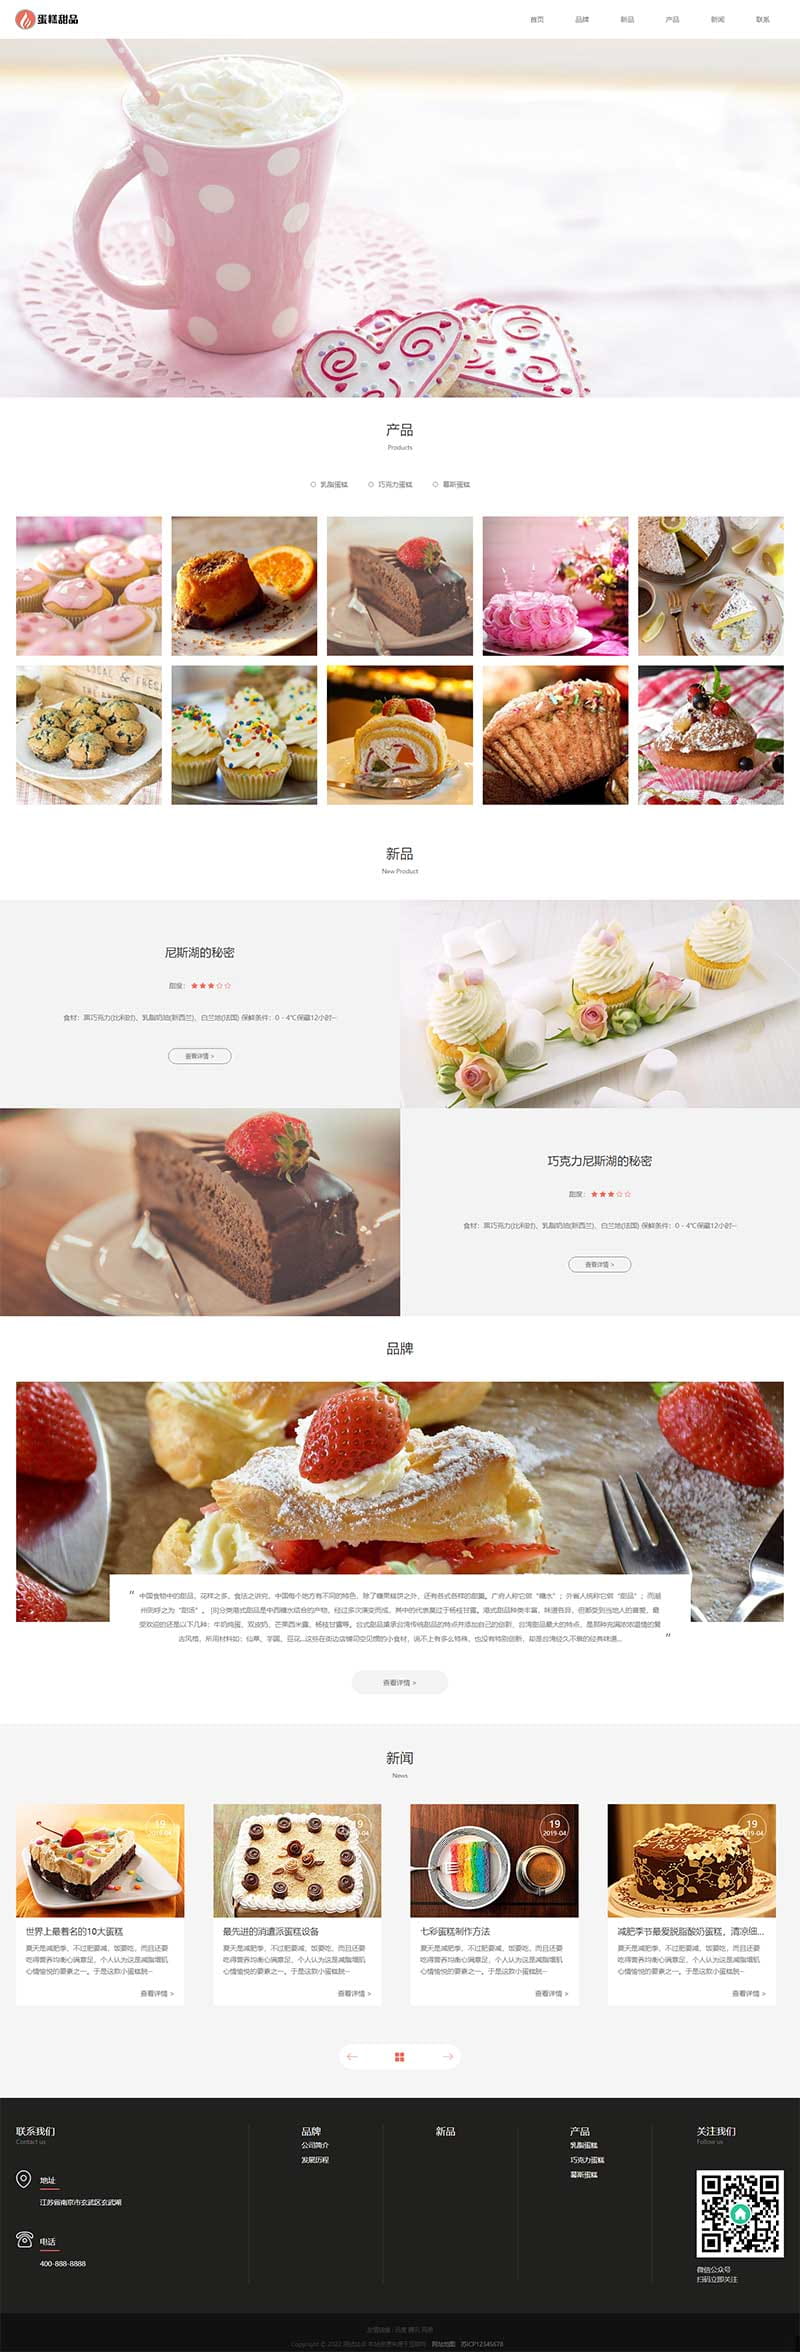 蛋糕甜品
首页 品牌 新品 产品 新闻 联系
产品
Products
乳脂蛋糕 巧克力蛋糕 慕斯蛋糕
新品
New Product
尼斯湖的秘密
甜度：★★★☆☆
食材：黑巧克力(比利时)、乳脂奶油(新西兰)、白兰地(法国) 保鲜条件：0 - 4℃保藏12小时···
查看详情 >
巧克力尼斯湖的秘密
甜度：★★★☆☆
食材：黑巧克力(比利时)、乳脂奶油(新西兰)、白兰地(法国) 保鲜条件：0 - 4℃保藏12小时···
查看详情 >
品牌
中国食物中的甜品，花样之多、食法之讲究，中国每个地方有不同的特色，除了糖果糕饼之外，还有各式各样的甜羹。广府人称它做“糖水”；外省人统称它做“甜品”；而潮
州则呼之为“甜汤”。
查看详情 >
新闻
News
19
2019-04
世界上最着名的10大蛋糕
夏天是减肥季，不过肥要减，饭要吃，而且还要
吃得营养均衡心满意足，个人认为这是减脂增肌
心情愉悦的要素之一。于是这款小蛋糕脱···
查看详情 >
19
2019-04
最先进的消遣派蛋糕设备
夏天是减肥季，不过肥要减，饭要吃，而且还要
吃得营养均衡心满意足，个人认为这是减脂增肌
心情愉悦的要素之一。于是这款小蛋糕脱···
查看详情 >
19
2019-04
七彩蛋糕制作方法
夏天是减肥季，不过肥要减，饭要吃，而且还要
吃得营养均衡心满意足，个人认为这是减脂增肌
心情愉悦的要素之一。于是这款小蛋糕脱···
查看详情 >
19
2019-04
减肥季节最爱脱脂酸奶蛋糕，清凉细...
夏天是减肥季，不过肥要减，饭要吃，而且还要
吃得营养均衡心满意足，个人认为这是减脂增肌
心情愉悦的要素之一。于是这款小蛋糕脱···
查看详情 >
联系我们
Contact us
地址
江苏省南京市玄武区玄武湖
电话
400-888-8888
品牌
公司简介
发展历程
新品
产品
乳脂蛋糕
巧克力蛋糕
慕斯蛋糕
关注我们
Follow us
微信公众号
扫码立即关注
Copyright © 2022 网站地图 苏ICP12345678